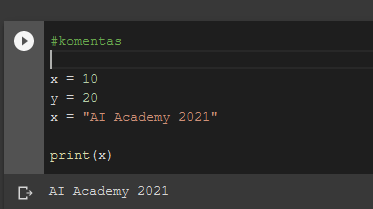 #komentas
x = 10
y = 20
x = "AI Academy 2021"
print(x)
AI Academy 2021